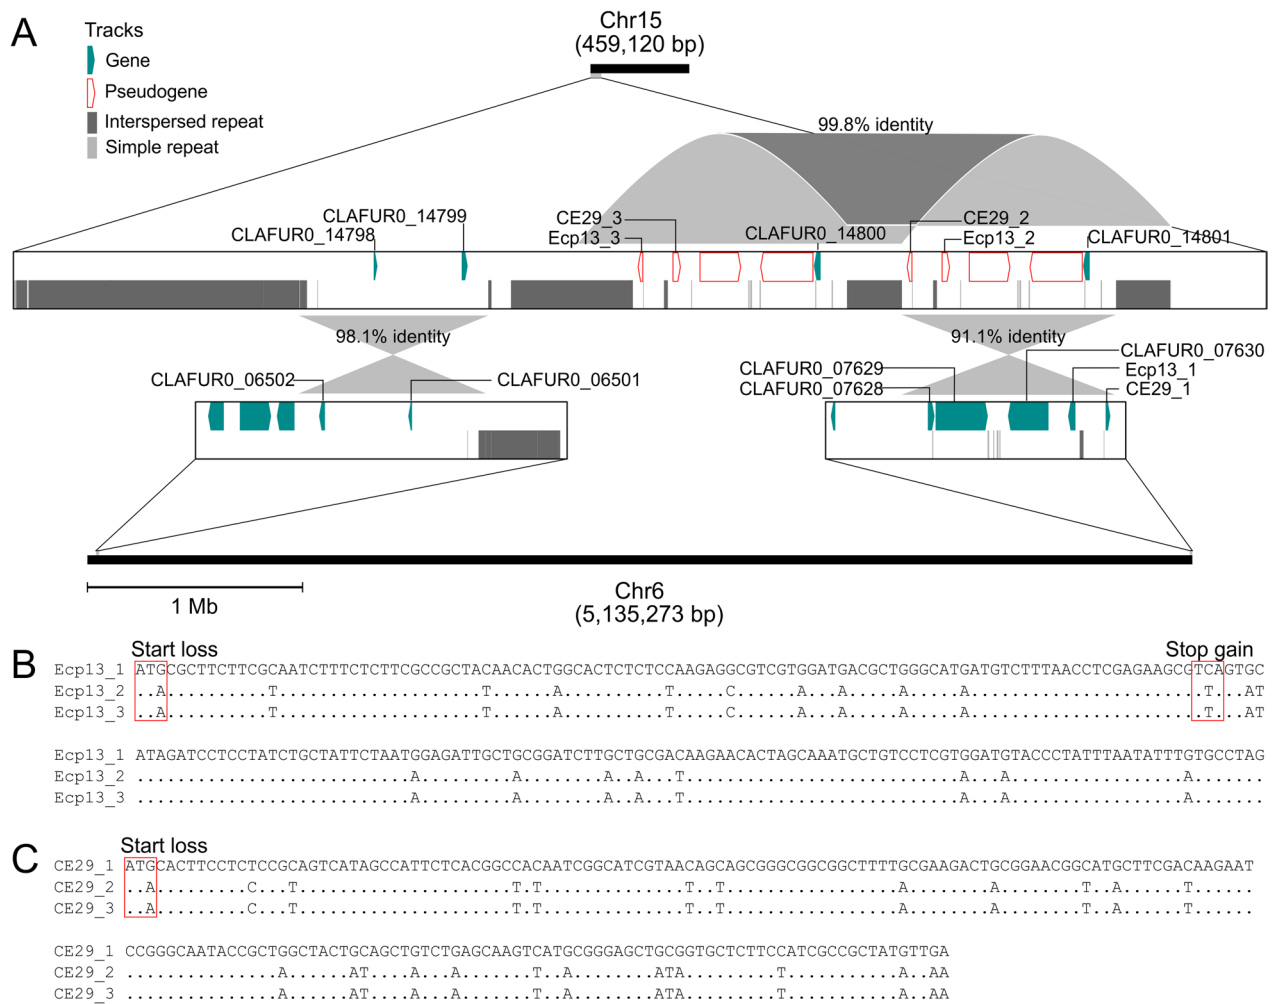 A
Tracks
Gene
Pseudogene
Interspersed repeat
Simple repeat
Chr15
(459,120 bp)
99.8% identity
CLAFUR0_14799
CLAFUR0_14798
CE29_3
Ecp13_3
CLAFUR0_14800
CE29_2
Ecp13_2
CLAFUR0_14801
98.1% identity
91.1% identity
CLAFUR0_06502
CLAFUR0_06501
CLAFUR0_07629
CLAFUR0_07628
CLAFUR0_07630
Ecp13_1
CE29_1
1 Mb
Chr6
(5,135,273 bp)
B
Start loss
Stop gain
Ecp13_1 ATGCGCTTCTTCGCAATCTTTCTCTTCGCCGCTACAACACTGGCACTCTCTCCAAGAGGCGTCGTGGATGACGCTGGGCATGATGTCTTTAACCTCGAGAAGCGTCAGTGC
Ecp13_2 ..A..........T....................T......A..........T.....C......A...A.....A.....A.......................T...AT
Ecp13_3 ..A..........T....................T......A..........T.....C......A...A.....A.....A.......................T...AT
Ecp13_1 ATAGATCCTCCTATCTGCTATTCTAATGGAGATTGCTGCGGATCTTGCTGCGACAAGAACACTAGCAAATGCTGTCCTCGTGGATGTACCCTATTTAATATTTGTGCCTAG
Ecp13_2 ...........................A.........A........A..A...T...........................A...A.................A.......
Ecp13_3 ...........................A.........A........A..A...T...........................A...A.................A.......
C
Start loss
CE29_1 ATGCACTTCCTCTCCGCAGTCATAGCCATTCTCACGGCCACAATCGGCATCGTAACAGCAGCGGGCGGCGGCTTTTGCGAAGACTGCGGAACGGCATGCTTCGACAAGAAT
CE29_2 ..A.........C...T.....................T.T..............T..T.................A........A........T..A......T......
CE29_3 ..A.........C...T.....................T.T..............T..T.................A........A........T..A......T......
CE29_1 CCGGGCAATACCGCTGGCTACTGCAGCTGTCTGAGCAAGTCATGCGGGAGCTGCGGTGCTCTTCCATCGCCGCTATGTTGA
CE29_2 ...............A......AT....A...A.......T..A........ATA.........T...........A..AA
CE29_3 ...............A......AT....A...A.......T..A........ATA.........T...........A..AA